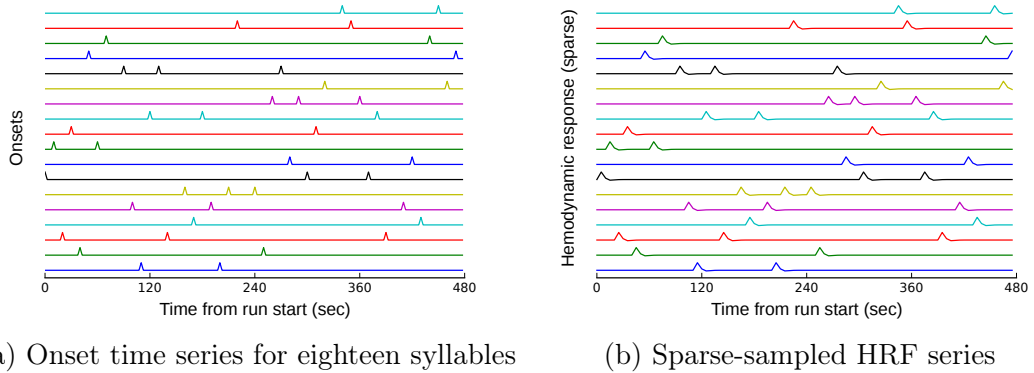 Onsets
0 120 240 360 480
Time from run start (sec)
Hemodynamic response (sparse)
0 120 240 360 480
Time from run start (sec)
) Onset time series for eighteen syllables
(b) Sparse-sampled HRF series